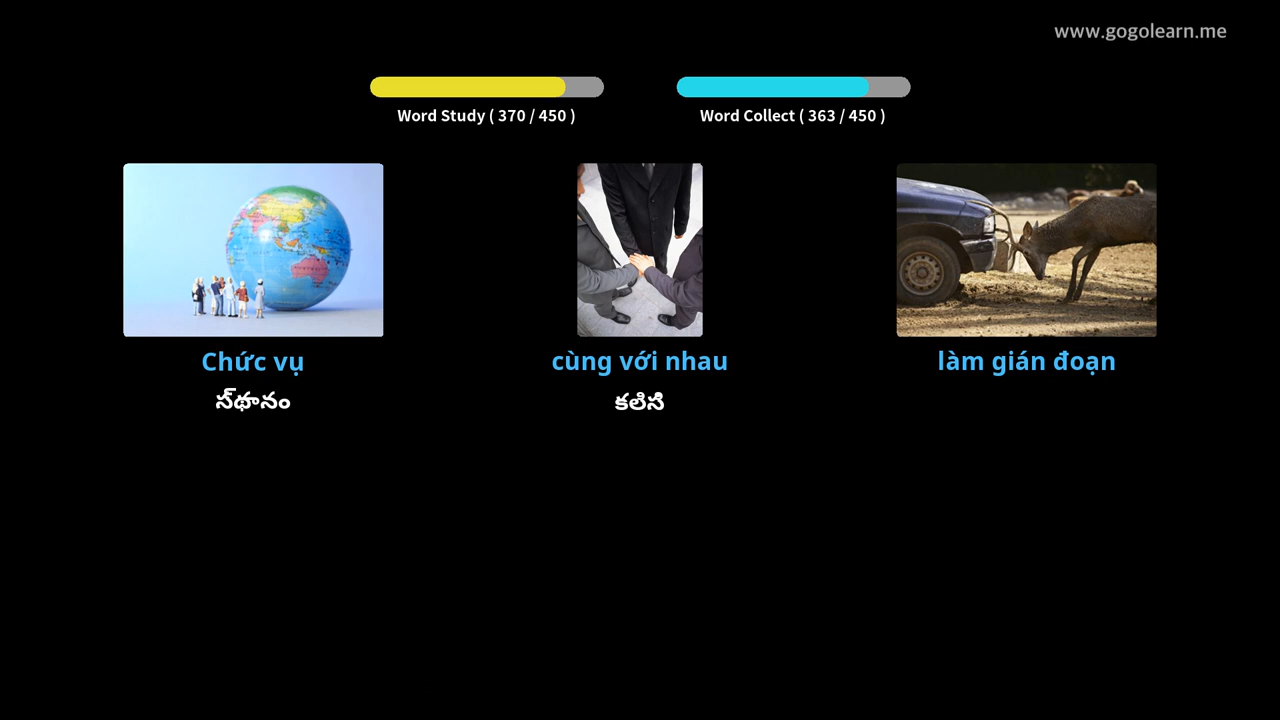 www.gogolearn.me
Word Study ( 370 / 450 )
Word Collect ( 363 / 450 )
Chức vụ
cùng với nhau
làm gián đoạn
స్థానం
కలిసి